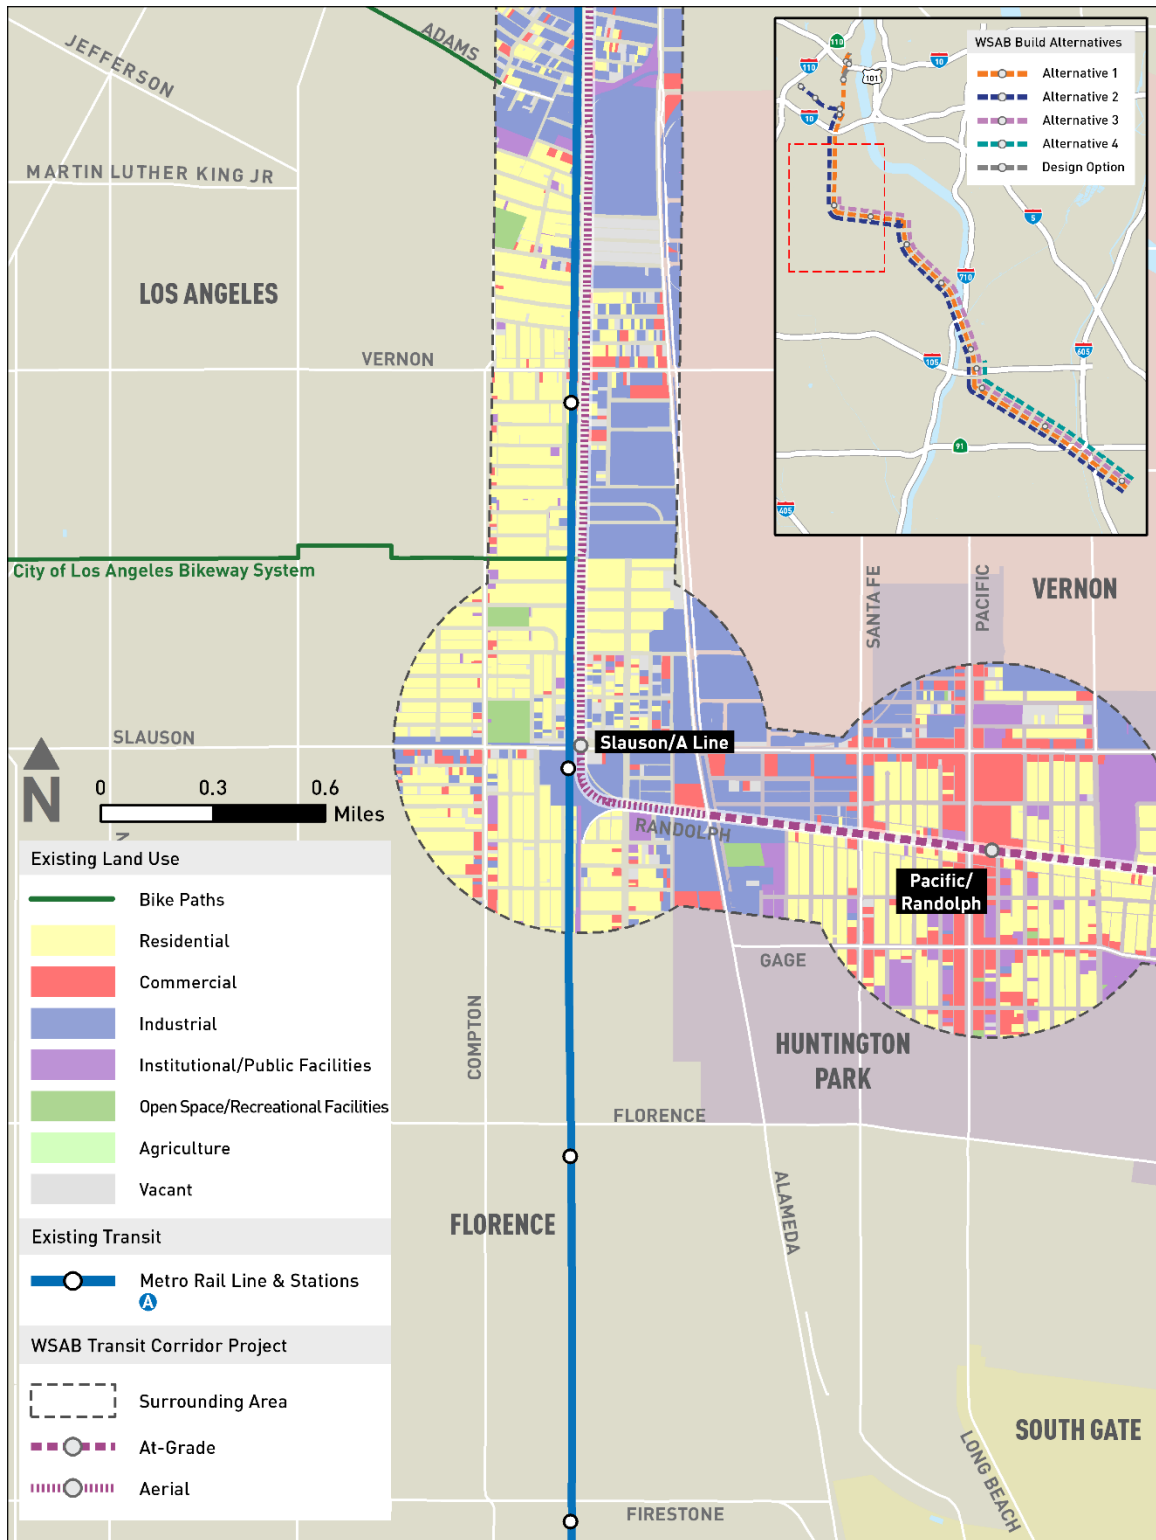 ADAMS
JEFFERSON
MARTIN LUTHER KING JR
LOS ANGELES
VERNON
City of Los Angeles Bikeway System
WSAB Build Alternatives
Alternative 1
Alternative 2
Alternative 3
Alternative 4
Design Option
110
110
10
101
10
5
710
105
605
91
605
SANTA FE
PACIFIC
VERNON
SLAUSON
Slauson/A Line
N
0 0.3 0.6
Miles
RANDOLPH
Pacific/
Randolph
GAGE
COMPTON
HUNTINGTON
PARK
FLORENCE
FLORENCE
ALAMEDA
SOUTH GATE
LONG BEACH
FIRESTONE
Existing Land Use
Bike Paths
Residential
Commercial
Industrial
Institutional/Public Facilities
Open Space/Recreational Facilities
Agriculture
Vacant
Existing Transit
Metro Rail Line & Stations
A
WSAB Transit Corridor Project
Surrounding Area
At-Grade
Aerial